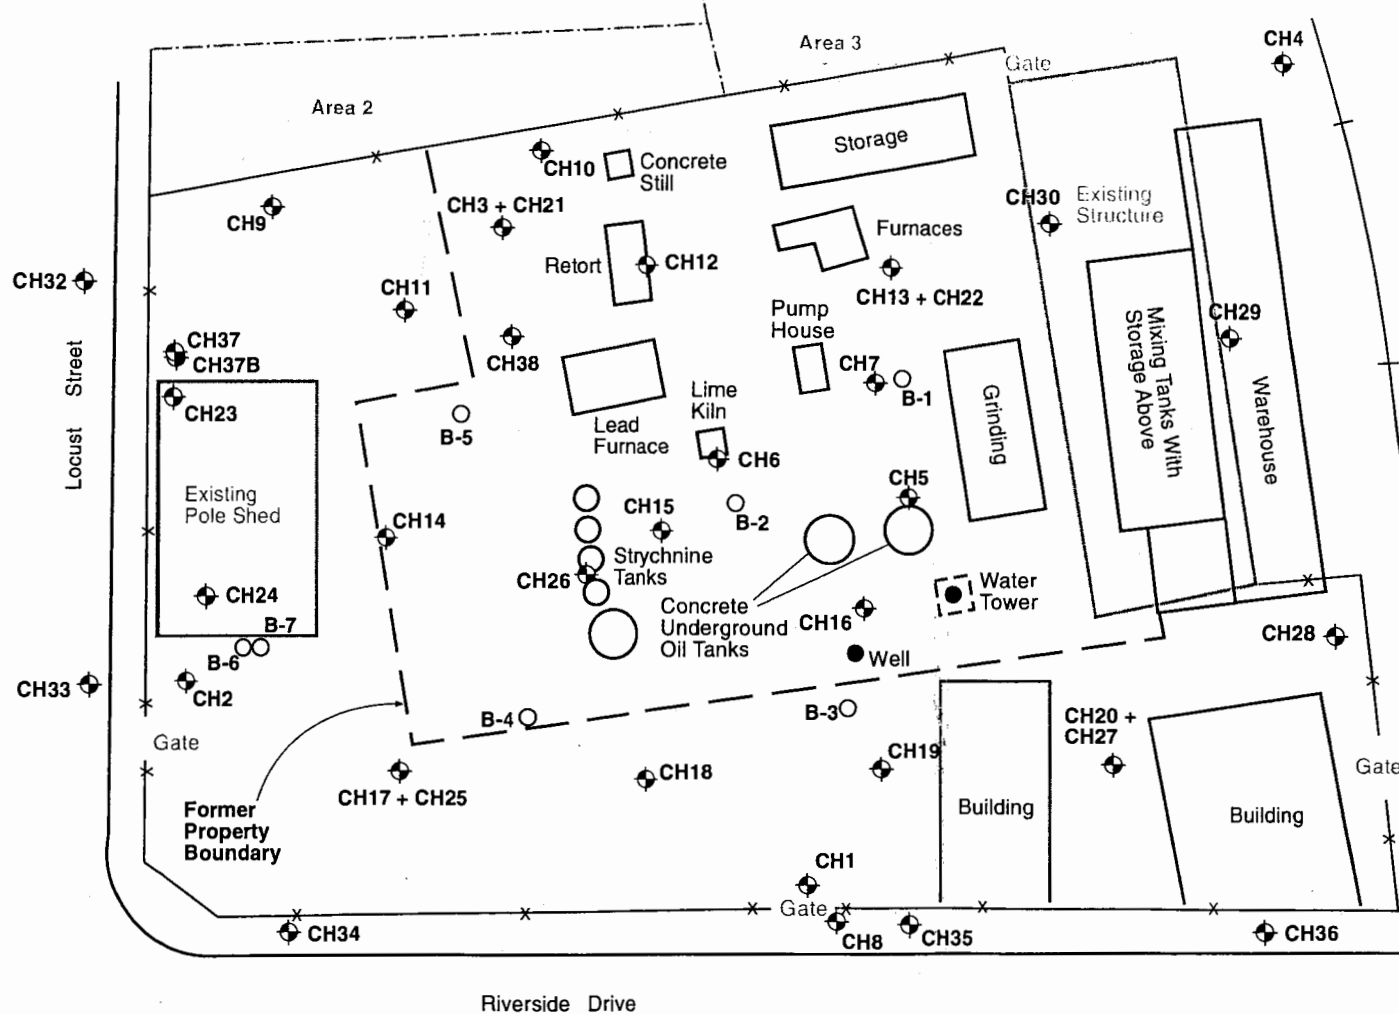 CH4
Area 3
Gate
Area 2
Storage
CH10
Concrete
Still
CH9
CH3 + CH21
CH30
Existing
Structure
Furnaces
Retort
CH12
CH32
CH11
CH13 + CH22
Pump
House
CH29
CH37
CH37B
CH38
CH7
B-1
Mixing Tanks With
Storage Above
Warehouse
Grinding
Locust Street
CH23
B-5
Lime
Kiln
Lead
Furnace
CH6
CH5
Existing
Pole Shed
CH14
CH15
B-2
Strychnine
Tanks
CH26
CH24
Concrete
Underground
Oil Tanks
CH16
Water
Tower
B-7
B-6
CH28
Well
CH33
CH2
B-4
B-3
Gate
CH20 +
CH27
CH19
CH18
CH17 + CH25
Gate
Former
Property
Boundary
Building
Building
CH1
Gate
CH34
CH8
CH35
CH36
Riverside Drive